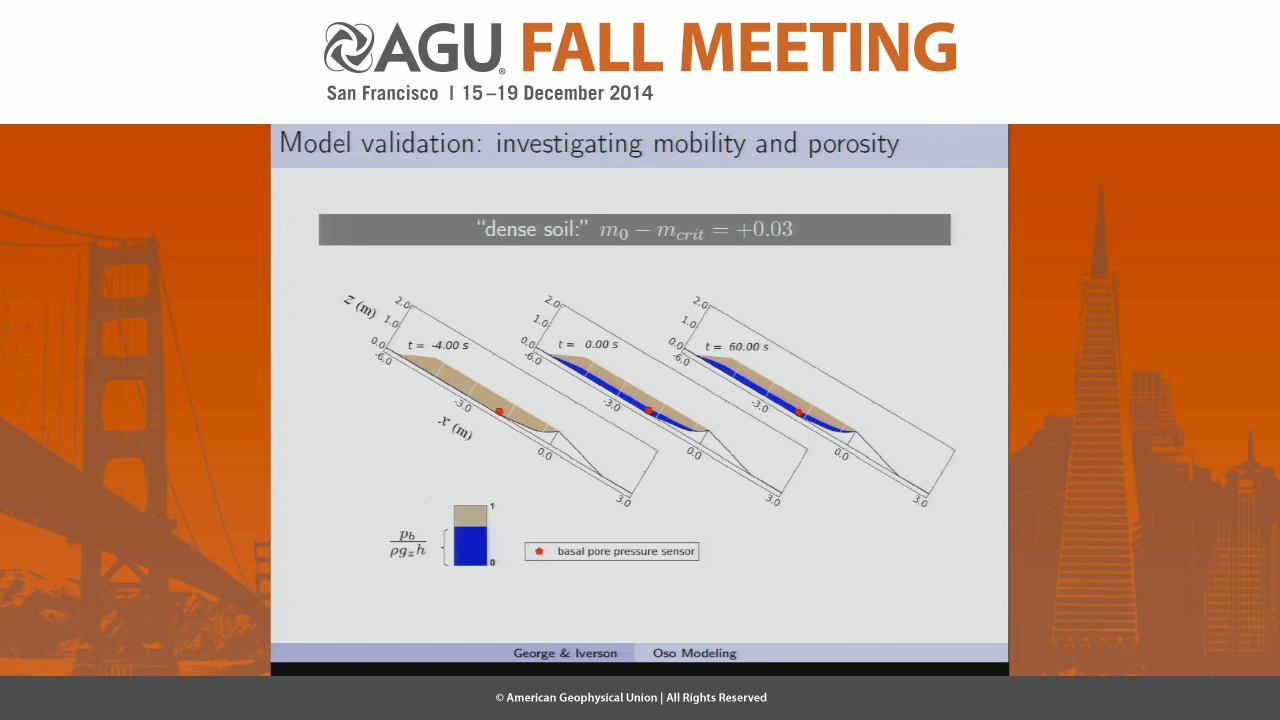 AGU® FALL MEETING
San Francisco | 15–19 December 2014
Model validation: investigating mobility and porosity
“dense soil:” m₀ − m_crit = +0.03
z (m) 2.0 1.0 0.0 -6.0 t = -4.00 s -3.0 x (m) 0.0 3.0
2.0 1.0 0.0 -6.0 t = 0.00 s -3.0 0.0 3.0
2.0 1.0 0.0 -6.0 t = 60.00 s -3.0 0.0 3.0
p_b / ρg_z h
1
0
basal pore pressure sensor
George & Iverson Oso Modeling
© American Geophysical Union | All Rights Reserved